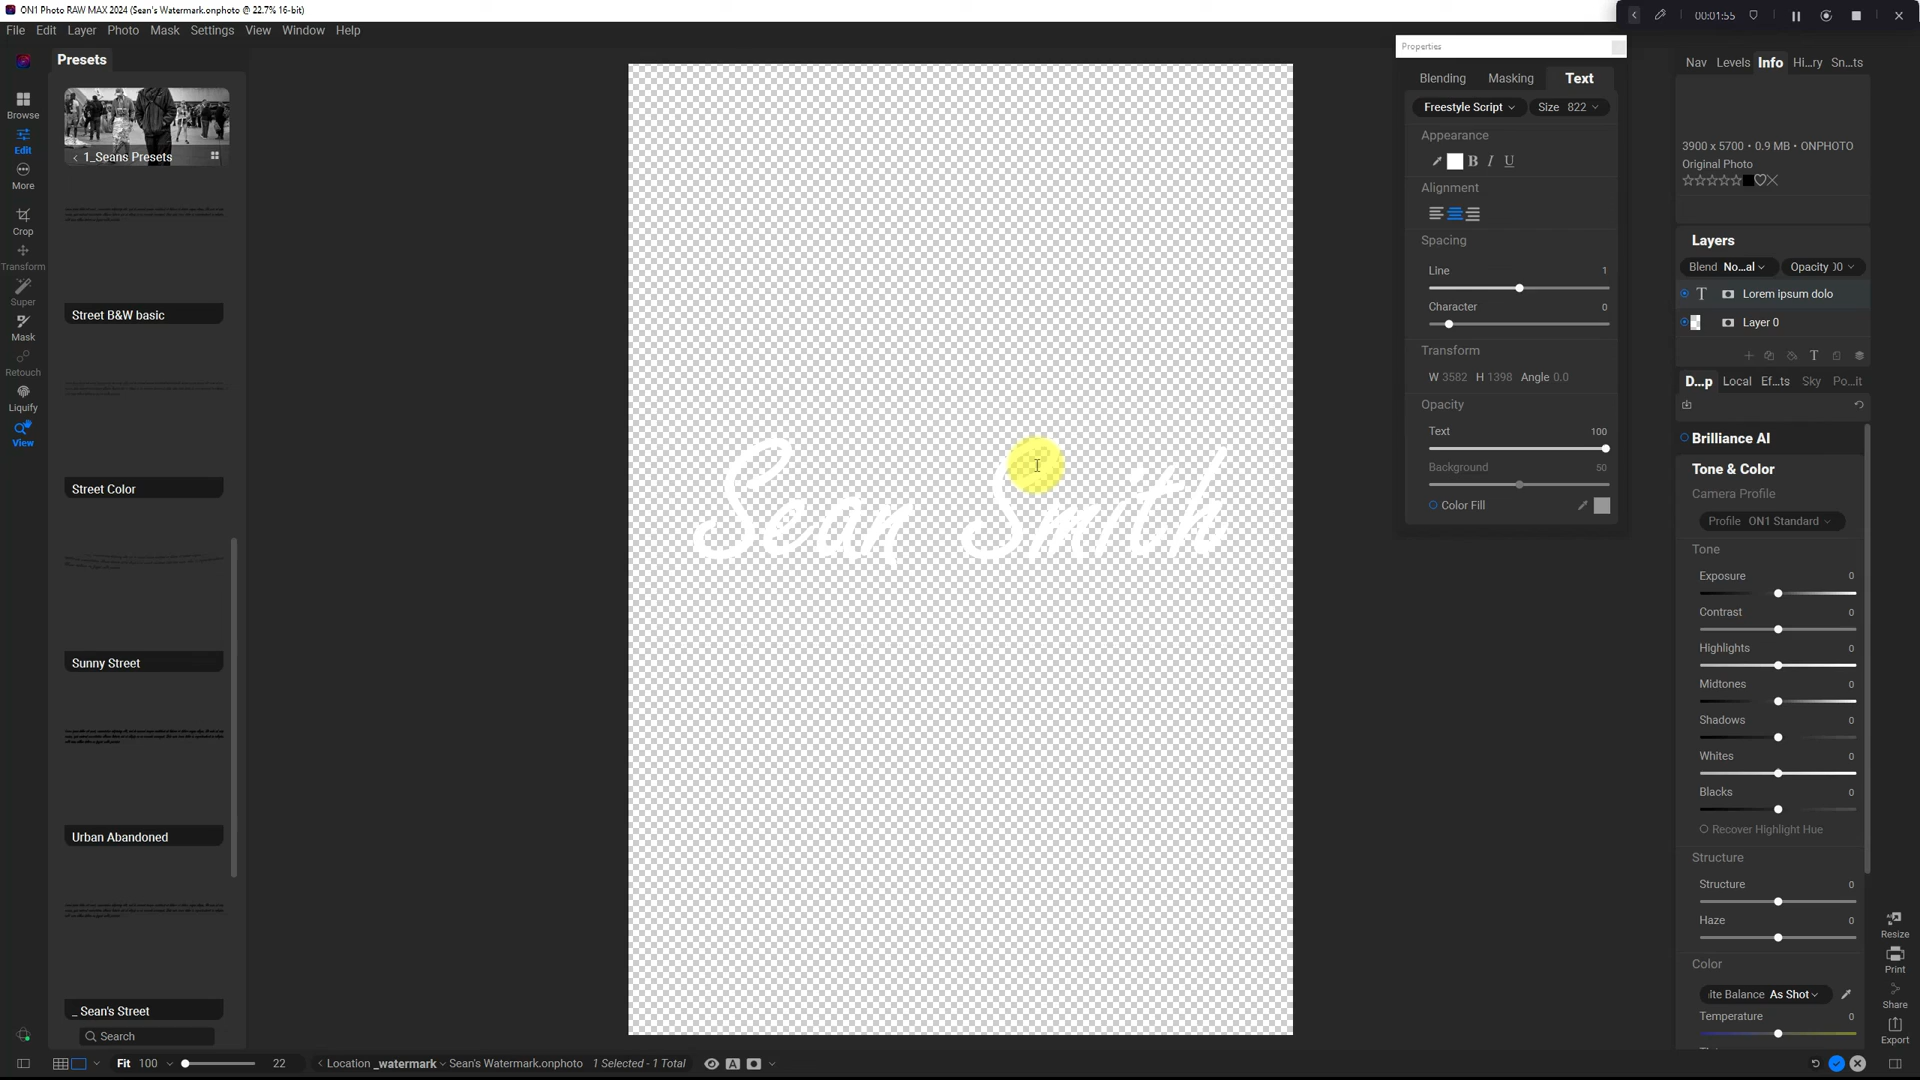 ON1 Photo RAW MAX 2024 (Sean's Watermark.onphoto @ 22.7% 16-bit)
00:01:55
File Edit Layer Photo Mask Settings View Window Help
Properties
Presets
Nav Levels Info Hi...ry Sn...ts
Blending Masking Text
Browse
Freestyle Script Size 822
Appearance
Edit
3900 x 5700 • 0.9 MB • ONPHOTO
1_Seans Presets
B I U
Original Photo
More
Alignment
Crop
Spacing
Layers
Transform
Line 1
Blend No...al Opacity )0
Super
T Lorem ipsum dolo
Character 0
Street B&W basic
Layer 0
Mask
Transform
T
Retouch
W 3582 H 1398 Angle 0.0
D...p Local Ef...ts Sky Po...it
Liquify
Opacity
Text 100
View
Brilliance AI
Background 50
Tone & Color
Street Color
Camera Profile
Color Fill
Profile ON1 Standard
Sean Smith
Tone
Exposure 0
Contrast 0
Highlights 0
Sunny Street
Midtones 0
Shadows 0
Whites 0
Blacks 0
Urban Abandoned
Recover Highlight Hue
Structure
Structure 0
Haze 0
Resize
Color
Print
ite Balance As Shot
_ Sean's Street
Share
Temperature 0
Search
Export
Fit 100 22 Location _watermark Sean's Watermark.onphoto 1 Selected - 1 Total A